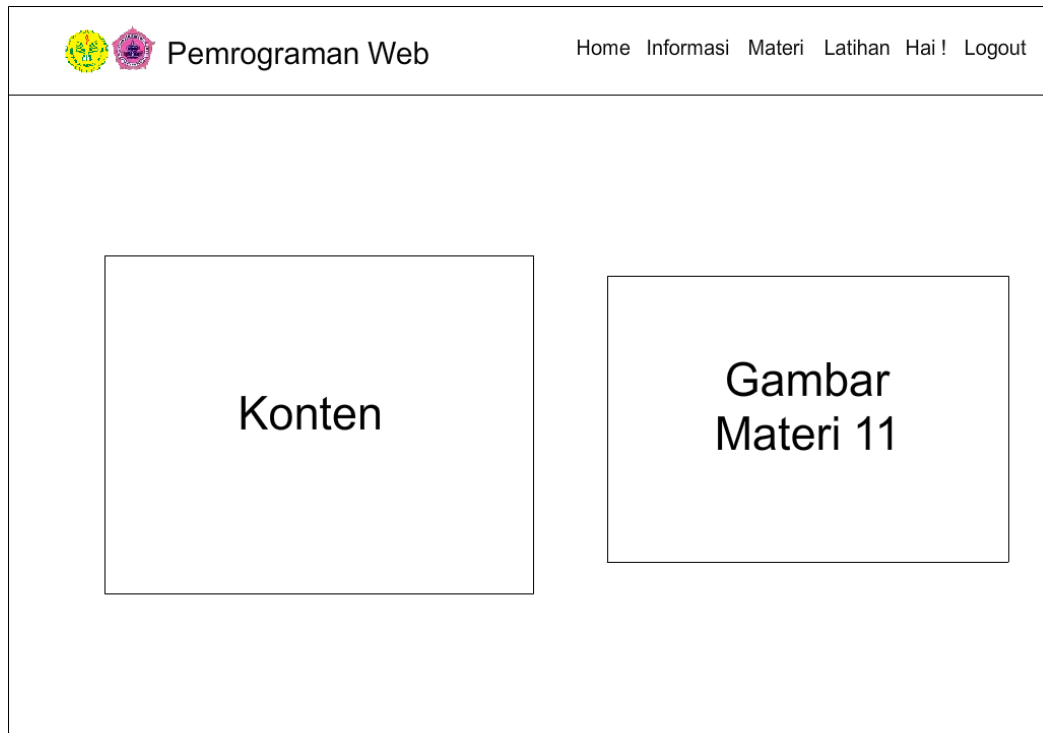 Pemrograman Web
Home Informasi Materi Latihan Hai ! Logout
Konten
Gambar
Materi 11